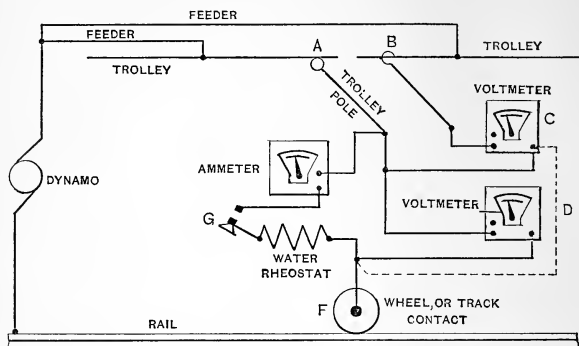 FEEDER
FEEDER
A
B
TROLLEY
TROLLEY
TROLLEY
POLE
VOLTMETER
C
AMMETER
DYNAMO
VOLTMETER
D
G
WATER
RHEOSTAT
F
WHEEL, OR TRACK
CONTACT
RAIL